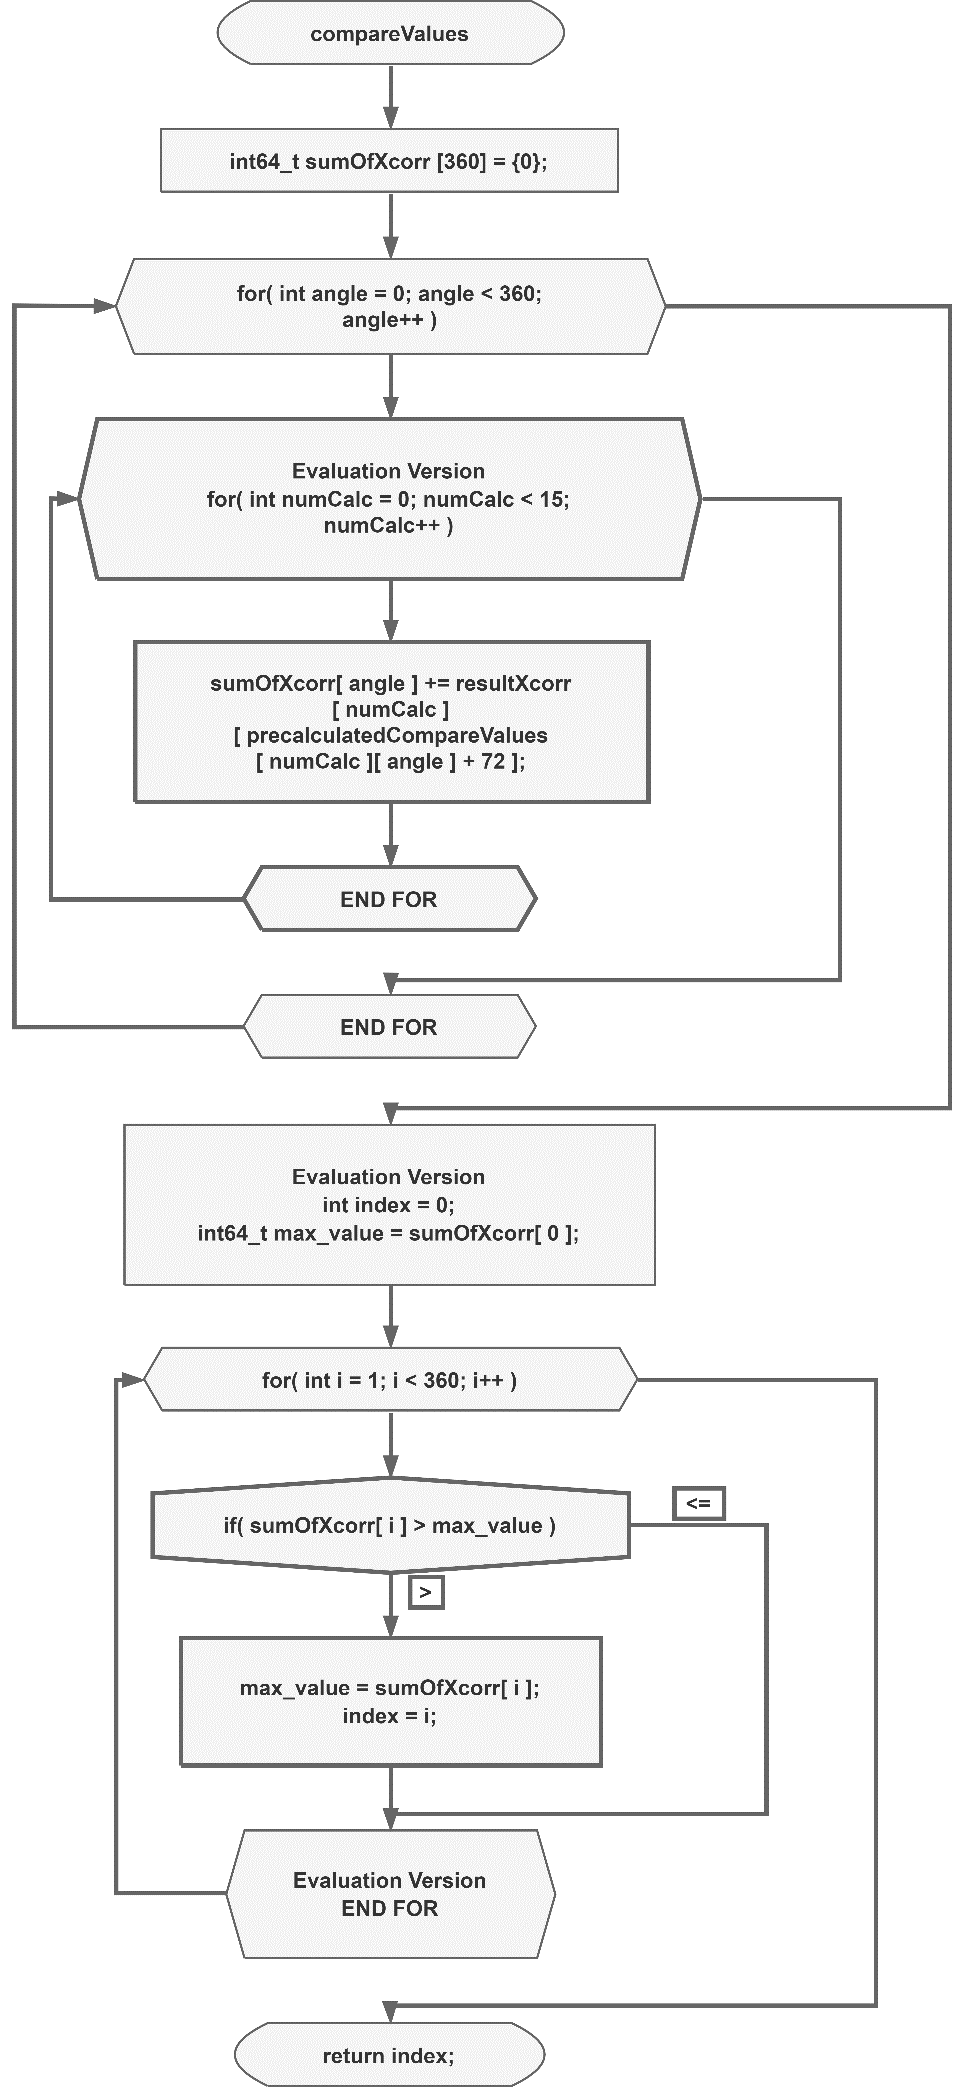 compareValues
int64_t sumOfXcorr [360] = {0};
for( int angle = 0; angle < 360;
angle++ )
Evaluation Version
for( int numCalc = 0; numCalc < 15;
numCalc++ )
sumOfXcorr[ angle ] += resultXcorr
[ numCalc ]
[ precalculatedCompareValues
[ numCalc ][ angle ] + 72 ];
END FOR
END FOR
Evaluation Version
int index = 0;
int64_t max_value = sumOfXcorr[ 0 ];
for( int i = 1; i < 360; i++ )
<=
if( sumOfXcorr[ i ] > max_value )
>
max_value = sumOfXcorr[ i ];
index = i;
Evaluation Version
END FOR
return index;